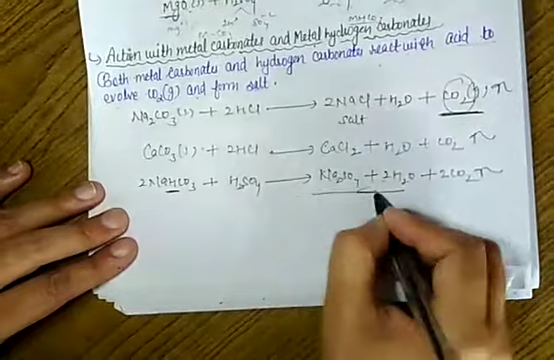 MgO
↳ Action with metal carbonates and Metal hydrogen carbonates
(Both metal carbonates and hydrogen carbonates react with acid to
evolve CO₂(g) and form salt.
Na₂CO₃(s) + 2HCl ⟶ 2NaCl + H₂O + CO₂(g) ↑
salt
CaCO₃(s) + 2HCl ⟶ CaCl₂ + H₂O + CO₂ ↑
2NaHCO₃ + H₂SO₄ ⟶ Na₂SO₄ + 2H₂O + 2CO₂ ↑